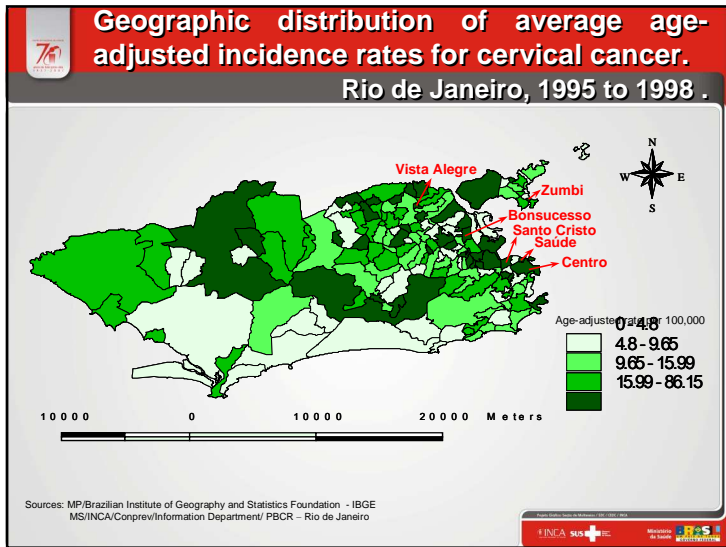 Geographic distribution of average age-
adjusted incidence rates for cervical cancer.
Rio de Janeiro, 1995 to 1998 .
Vista Alegre
Zumbi
Bonsucesso
Santo Cristo
Saúde
Centro
N
W E
S
Age-adjusted rate per 100,000
0 - 4.8
4.8 - 9.65
9.65 - 15.99
15.99 - 86.15
10000 0 10000 20000 Meters
Sources: MP/Brazilian Institute of Geography and Statistics Foundation - IBGE
MS/INCA/Conprev/Information Department/ PBCR – Rio de Janeiro
INCA SUS Ministério da Saúde BRASIL